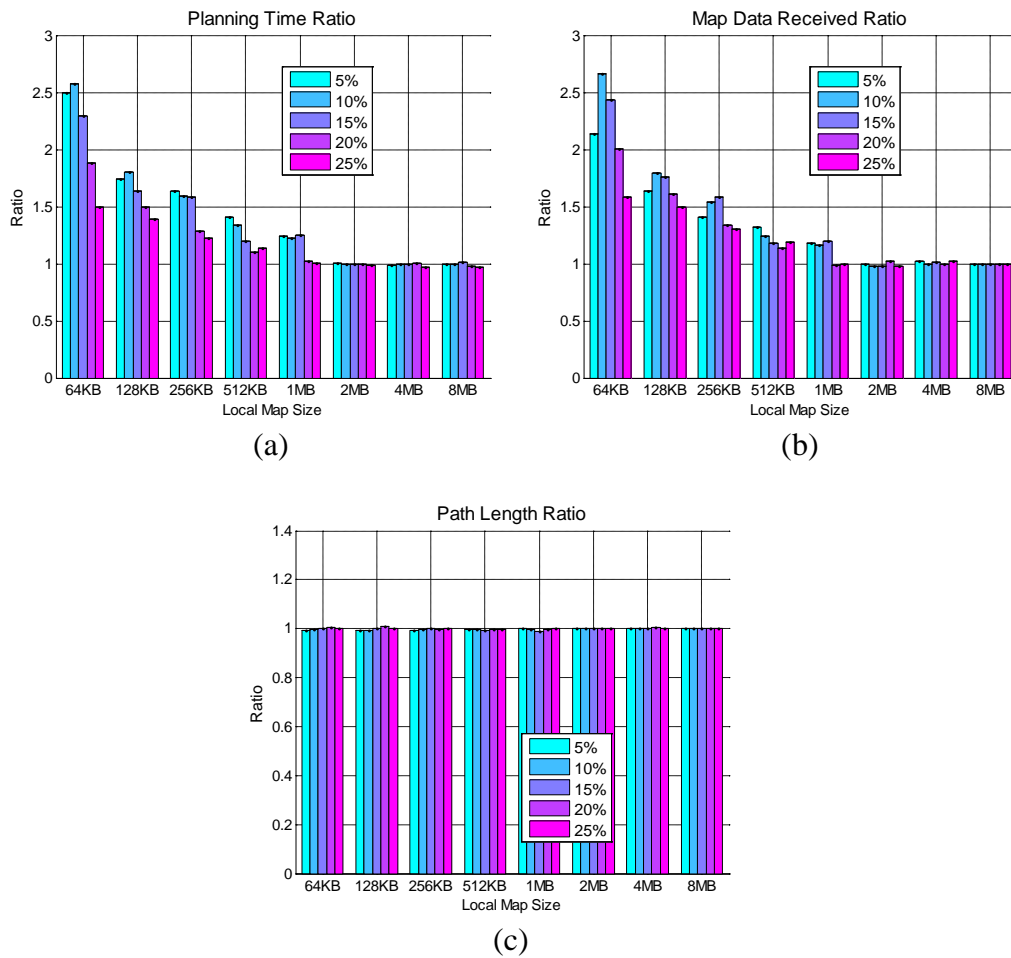 Planning Time Ratio
3
2.5
2
1.5
1
0.5
0
Ratio
5%
10%
15%
20%
25%
64KB 128KB 256KB 512KB 1MB 2MB 4MB 8MB
Local Map Size
(a)
Map Data Received Ratio
3
2.5
2
1.5
1
0.5
0
Ratio
5%
10%
15%
20%
25%
64KB 128KB 256KB 512KB 1MB 2MB 4MB 8MB
Local Map Size
(b)
Path Length Ratio
1.4
1.2
1
0.8
0.6
0.4
0.2
0
Ratio
5%
10%
15%
20%
25%
64KB 128KB 256KB 512KB 1MB 2MB 4MB 8MB
Local Map Size
(c)